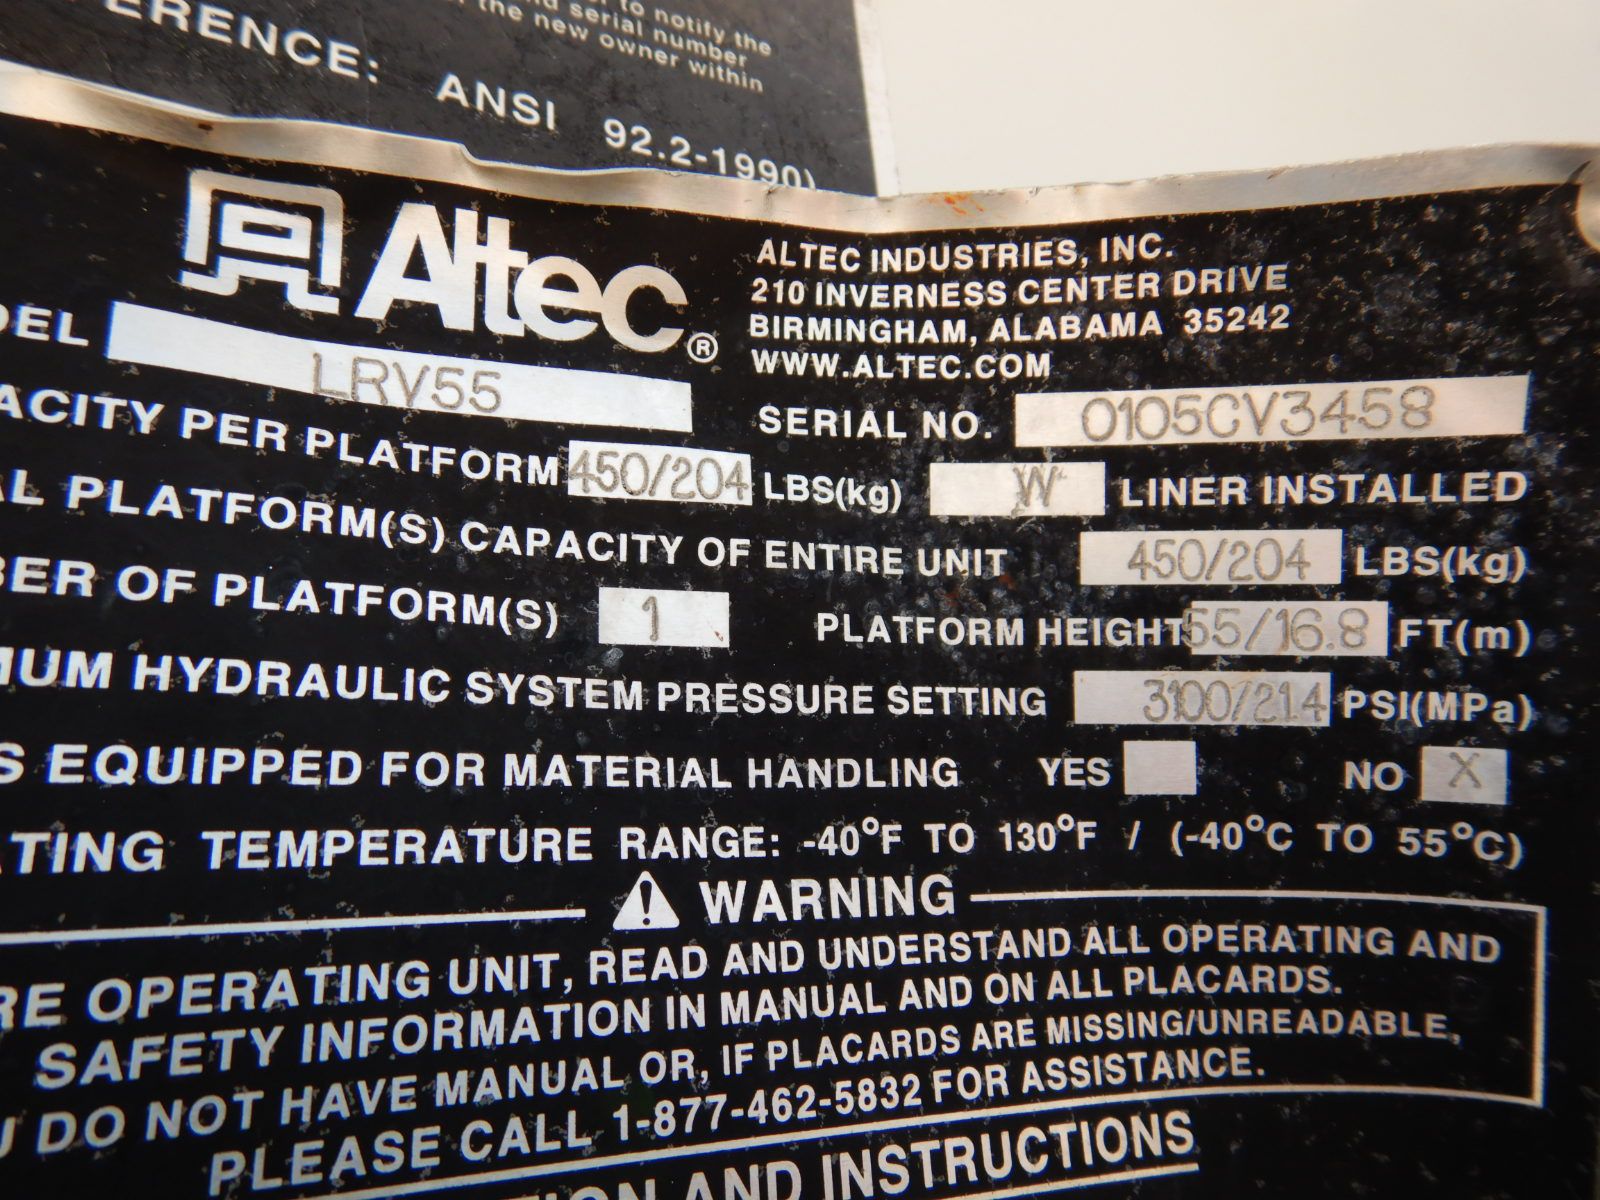 to notify the
serial number
the new owner within
ERENCE: ANSI 92.2-1990)
Altec®
ALTEC INDUSTRIES, INC.
210 INVERNESS CENTER DRIVE
BIRMINGHAM, ALABAMA 35242
WWW.ALTEC.COM
DEL LRV55
SERIAL NO. 0105CV3458
ACITY PER PLATFORM 450/204 LBS(kg) W LINER INSTALLED
AL PLATFORM(S) CAPACITY OF ENTIRE UNIT 450/204 LBS(kg)
BER OF PLATFORM(S) 1 PLATFORM HEIGHT 55/16.8 FT(m)
MUM HYDRAULIC SYSTEM PRESSURE SETTING 3100/214 PSI(MPa)
S EQUIPPED FOR MATERIAL HANDLING YES NO X
TING TEMPERATURE RANGE: -40°F TO 130°F / (-40°C TO 55°C)
WARNING
RE OPERATING UNIT, READ AND UNDERSTAND ALL OPERATING AND
SAFETY INFORMATION IN MANUAL AND ON ALL PLACARDS.
U DO NOT HAVE MANUAL OR, IF PLACARDS ARE MISSING/UNREADABLE,
PLEASE CALL 1-877-462-5832 FOR ASSISTANCE.
TION AND INSTRUCTIONS